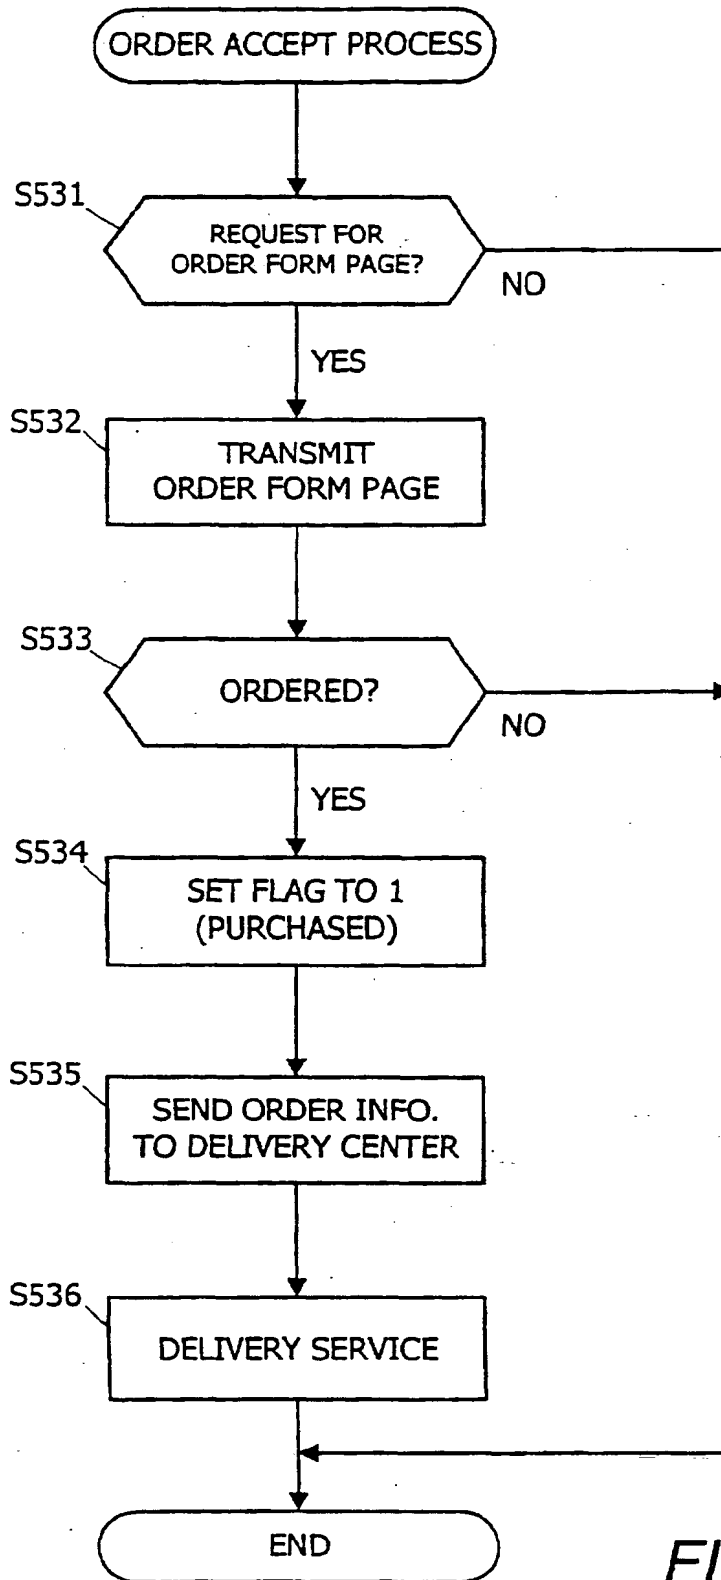 ORDER ACCEPT PROCESS
S531
REQUEST FOR
ORDER FORM PAGE?
NO
YES
S532
TRANSMIT
ORDER FORM PAGE
S533
ORDERED?
NO
YES
S534
SET FLAG TO 1
(PURCHASED)
S535
SEND ORDER INFO.
TO DELIVERY CENTER
S536
DELIVERY SERVICE
END